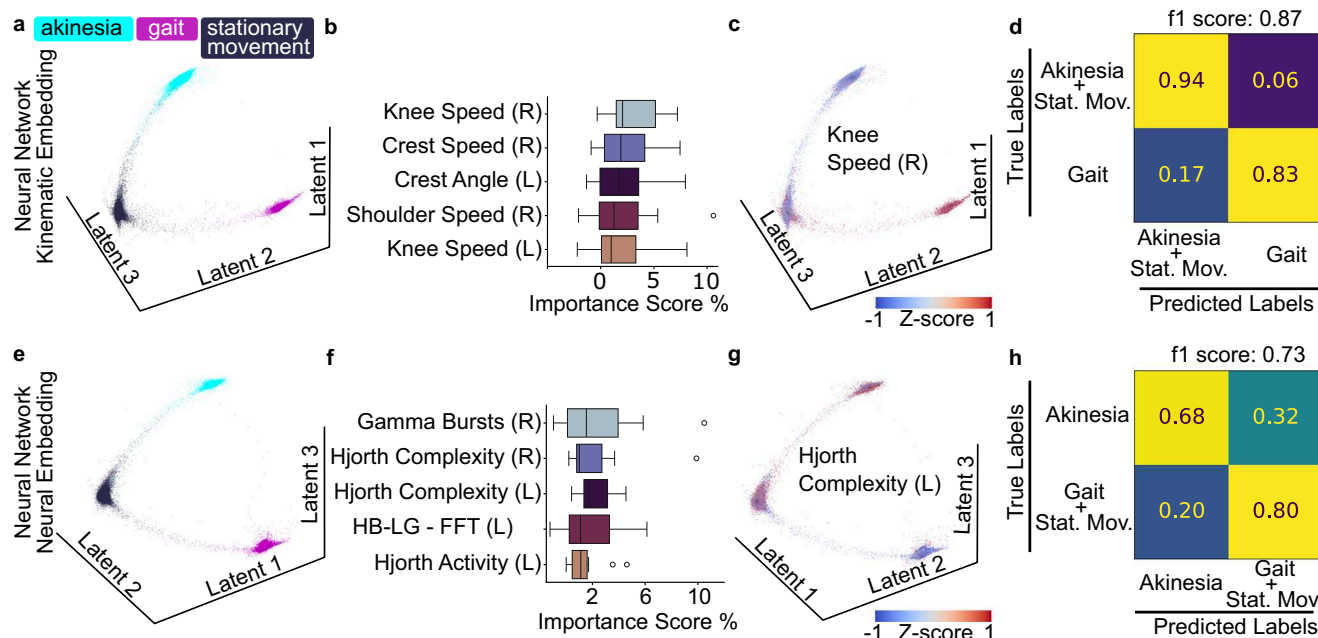 a akinesia gait stationary movement
Neural Network
Kinematic Embedding
Latent 1
Latent 2
Latent 3
b
Knee Speed (R)
Crest Speed (R)
Crest Angle (L)
Shoulder Speed (R)
Knee Speed (L)
0 5 10
Importance Score %
c
Knee
Speed (R)
Latent 1
Latent 2
Latent 3
-1 Z-score 1
d
f1 score: 0.87
True Labels
Akinesia
+
Stat. Mov.
0.94 0.06
Gait
0.17 0.83
Akinesia
+
Stat. Mov.
Gait
Predicted Labels
e
Neural Network
Neural Embedding
Latent 3
Latent 1
Latent 2
f
Gamma Bursts (R)
Hjorth Complexity (R)
Hjorth Complexity (L)
HB-LG - FFT (L)
Hjorth Activity (L)
2 6 10
Importance Score %
g
Hjorth
Complexity (L)
Latent 3
Latent 2
Latent 1
-1 Z-score 1
h
f1 score: 0.73
True Labels
Akinesia
0.68 0.32
Gait
+
Stat. Mov.
0.20 0.80
Akinesia
Gait
+
Stat. Mov.
Predicted Labels